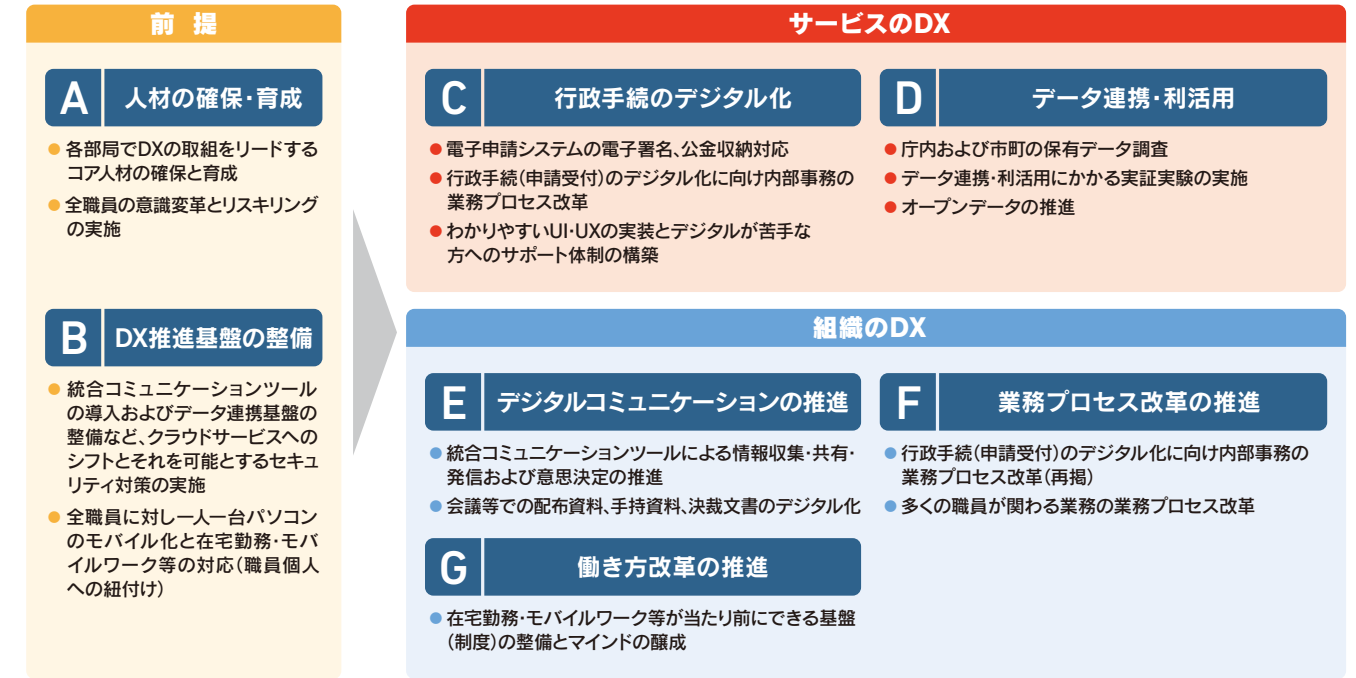 前 提
A 人材の確保・育成
● 各部局でDXの取組をリードする
コア人材の確保と育成
● 全職員の意識変革とリスキリング
の実施
B DX推進基盤の整備
● 統合コミュニケーションツール
の導入およびデータ連携基盤の
整備など、クラウドサービスへの
シフトとそれを可能とするセキュ
リティ対策の実施
● 全職員に対し一人一台パソコン
のモバイル化と在宅勤務・モバ
イルワーク等の対応(職員個人
への紐付け)
サービスのDX
C 行政手続のデジタル化
● 電子申請システムの電子署名、公金収納対応
● 行政手続(申請受付)のデジタル化に向け内部事務の
業務プロセス改革
● わかりやすいUI・UXの実装とデジタルが苦手な
方へのサポート体制の構築
D データ連携・利活用
● 庁内および市町の保有データ調査
● データ連携・利活用にかかる実証実験の実施
● オープンデータの推進
組織のDX
E デジタルコミュニケーションの推進
● 統合コミュニケーションツールによる情報収集・共有・
発信および意思決定の推進
● 会議等での配布資料、手持資料、決裁文書のデジタル化
F 業務プロセス改革の推進
● 行政手続(申請受付)のデジタル化に向け内部事務の
業務プロセス改革(再掲)
● 多くの職員が関わる業務の業務プロセス改革
G 働き方改革の推進
● 在宅勤務・モバイルワーク等が当たり前にできる基盤
(制度)の整備とマインドの醸成